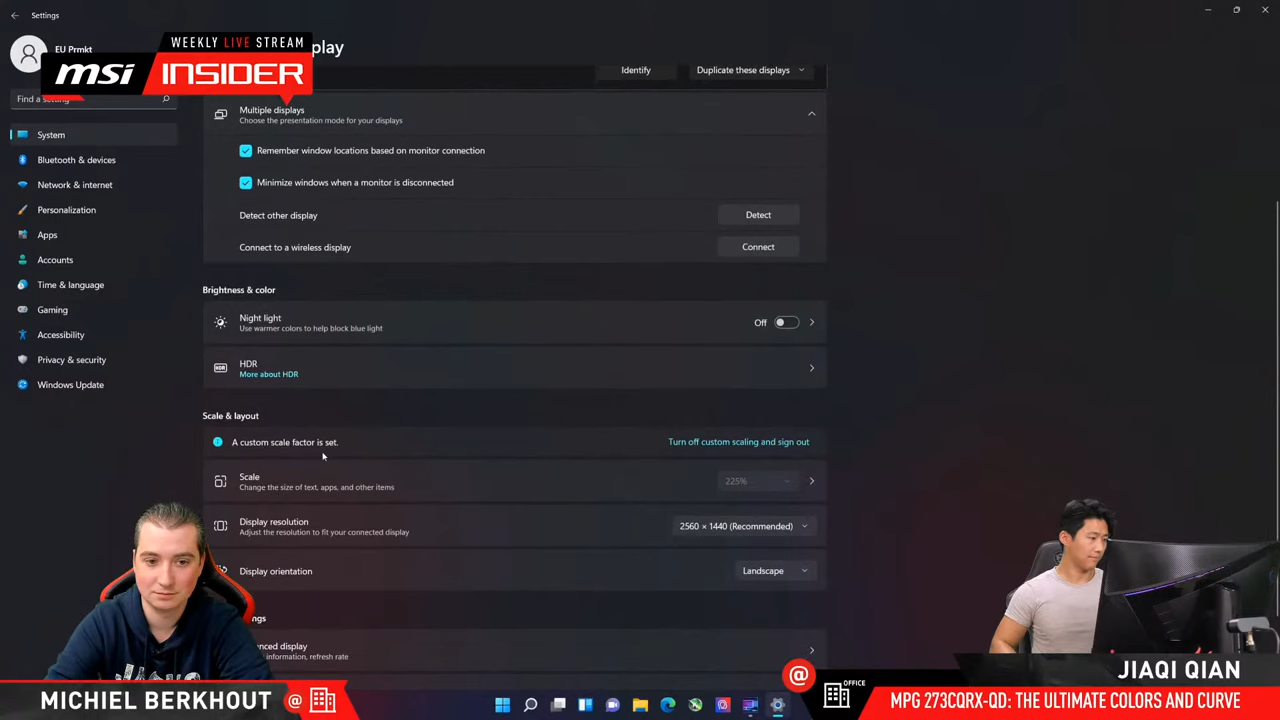 Settings
EU Prmkt
WEEKLY LIVE STREAM
msi INSIDER
play
Find a setting
System
Bluetooth & devices
Network & internet
Personalization
Apps
Accounts
Time & language
Gaming
Accessibility
Privacy & security
Windows Update
Identify
Duplicate these displays
Multiple displays
Choose the presentation mode for your displays
Remember window locations based on monitor connection
Minimize windows when a monitor is disconnected
Detect other display
Detect
Connect to a wireless display
Connect
Brightness & color
Night light
Use warmer colors to help block blue light
Off
HDR
HDR
More about HDR
Scale & layout
A custom scale factor is set.
Turn off custom scaling and sign out
Scale
Change the size of text, apps, and other items
225%
Display resolution
Adjust the resolution to fit your connected display
2560 × 1440 (Recommended)
Display orientation
Landscape
ngs
anced display
information, refresh rate
MICHIEL BERKHOUT @
@ OFFICE
JIAQI QIAN
MPG 273CQRX-QD: THE ULTIMATE COLORS AND CURVE